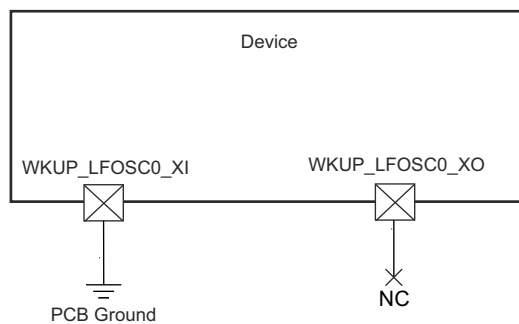 Device
WKUP_LFOSC0_XI
WKUP_LFOSC0_XO
PCB Ground
NC